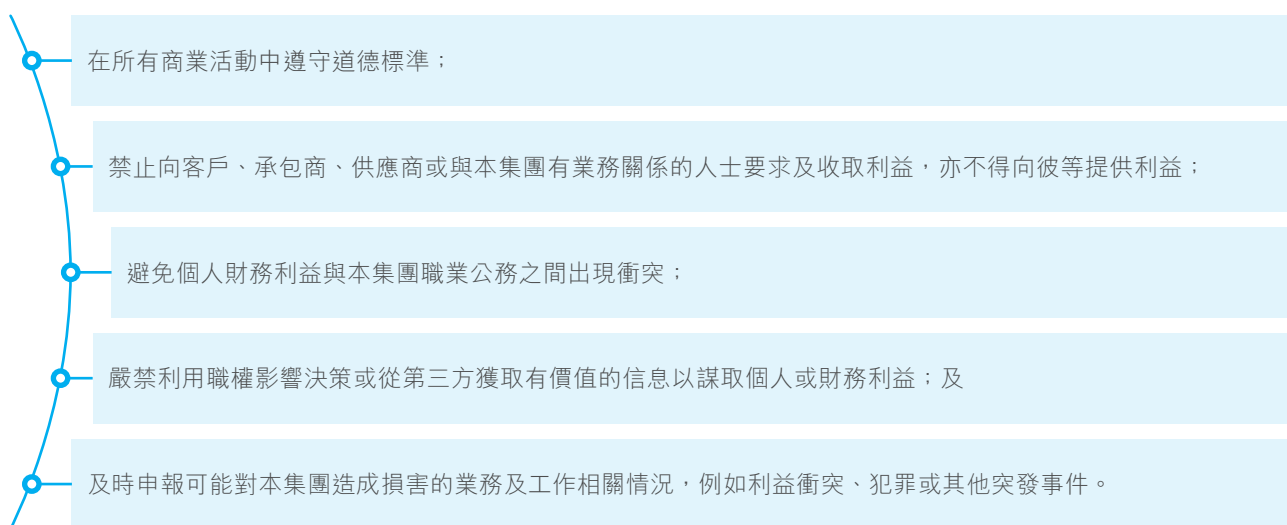 在所有商業活動中遵守道德標準；
禁止向客戶、承包商、供應商或與本集團有業務關係的人士要求及收取利益，亦不得向彼等提供利益；
避免個人財務利益與本集團職業公務之間出現衝突；
嚴禁利用職權影響決策或從第三方獲取有價值的信息以謀取個人或財務利益；及
及時申報可能對本集團造成損害的業務及工作相關情況，例如利益衝突、犯罪或其他突發事件。